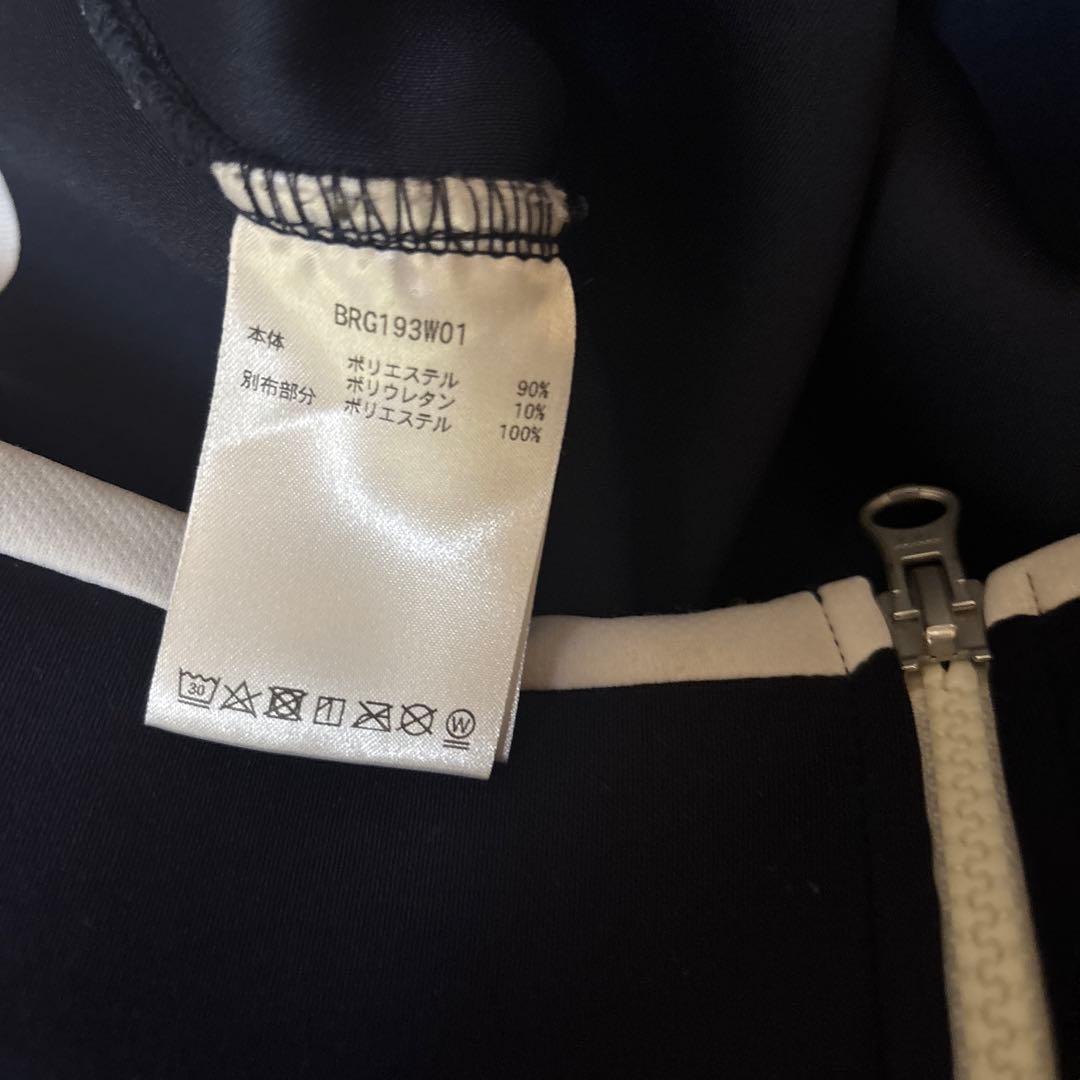 BRG193W01
本体 ポリエステル 90%
ポリウレタン 10%
別布部分 ポリエステル 100%
30
W